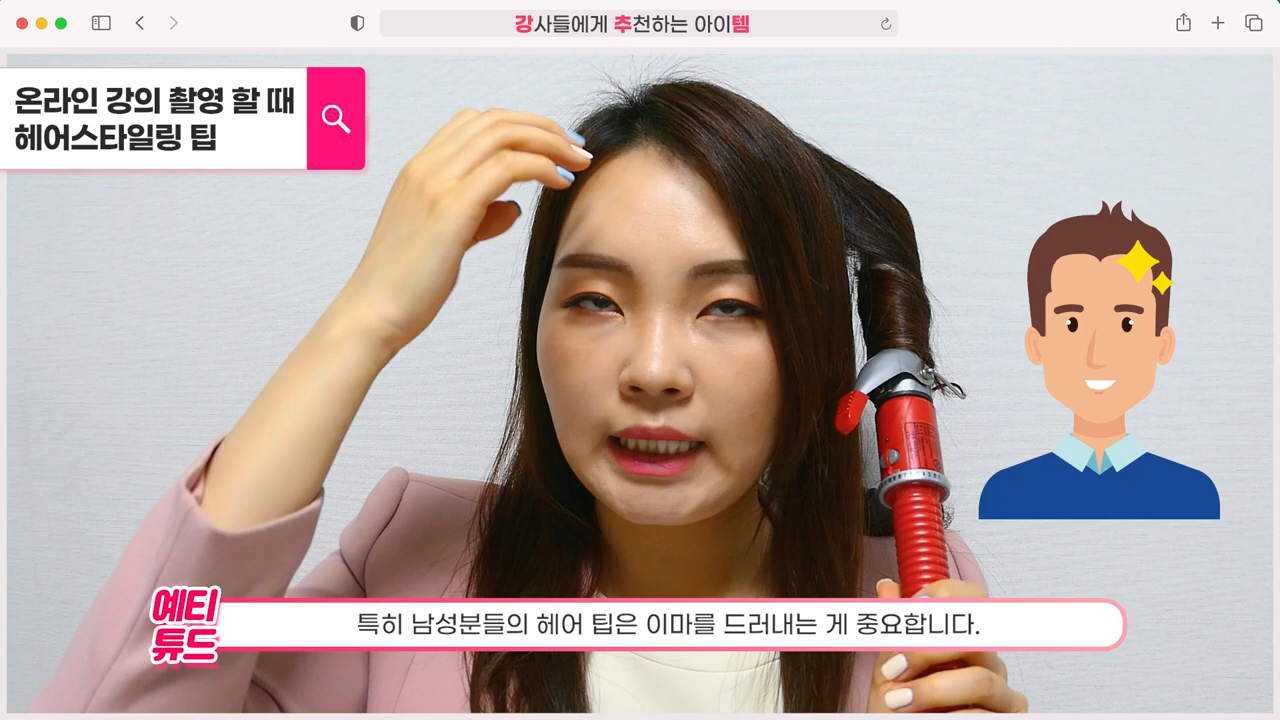 강사들에게 추천하는 아이템
온라인 강의 촬영 할 때
헤어스타일링 팁
예티
튜드
특히 남성분들의 헤어 팁은 이마를 드러내는 게 중요합니다.